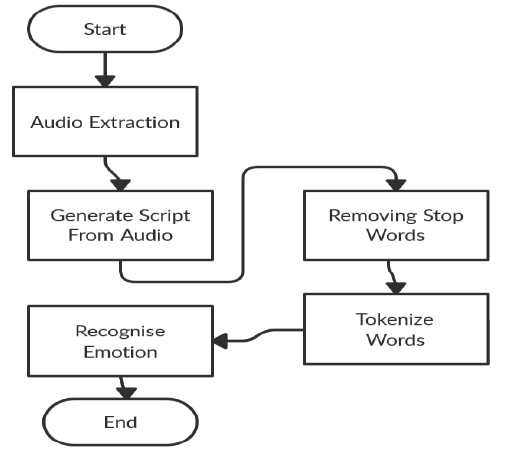 Start
Audio Extraction
Generate Script
From Audio
Removing Stop
Words
Tokenize
Words
Recognise
Emotion
End